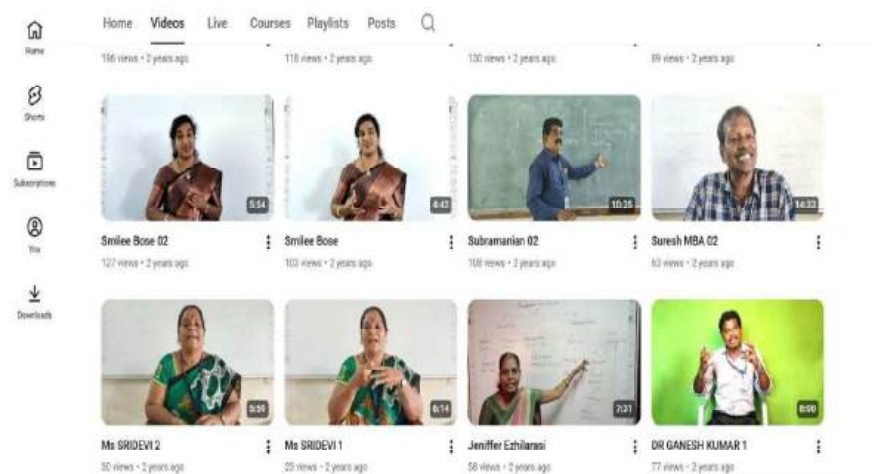 Home Videos Live Courses Playlists Posts
Home
196 views • 2 years ago
118 views • 2 years ago
130 views • 2 years ago
89 views • 2 years ago
Shorts
Subscriptions
You
Downloads
5:54
4:42
10:35
14:33
Smilee Bose 02
127 views • 2 years ago
Smilee Bose
103 views • 2 years ago
Subramanian 02
108 views • 2 years ago
Suresh MBA 02
63 views • 2 years ago
5:59
6:14
7:31
8:00
Ms SRIDEVI 2
30 views • 2 years ago
Ms SRIDEVI 1
25 views • 2 years ago
Jeniffer Ezhilarasi
58 views • 2 years ago
DR GANESH KUMAR 1
77 views • 2 years ago